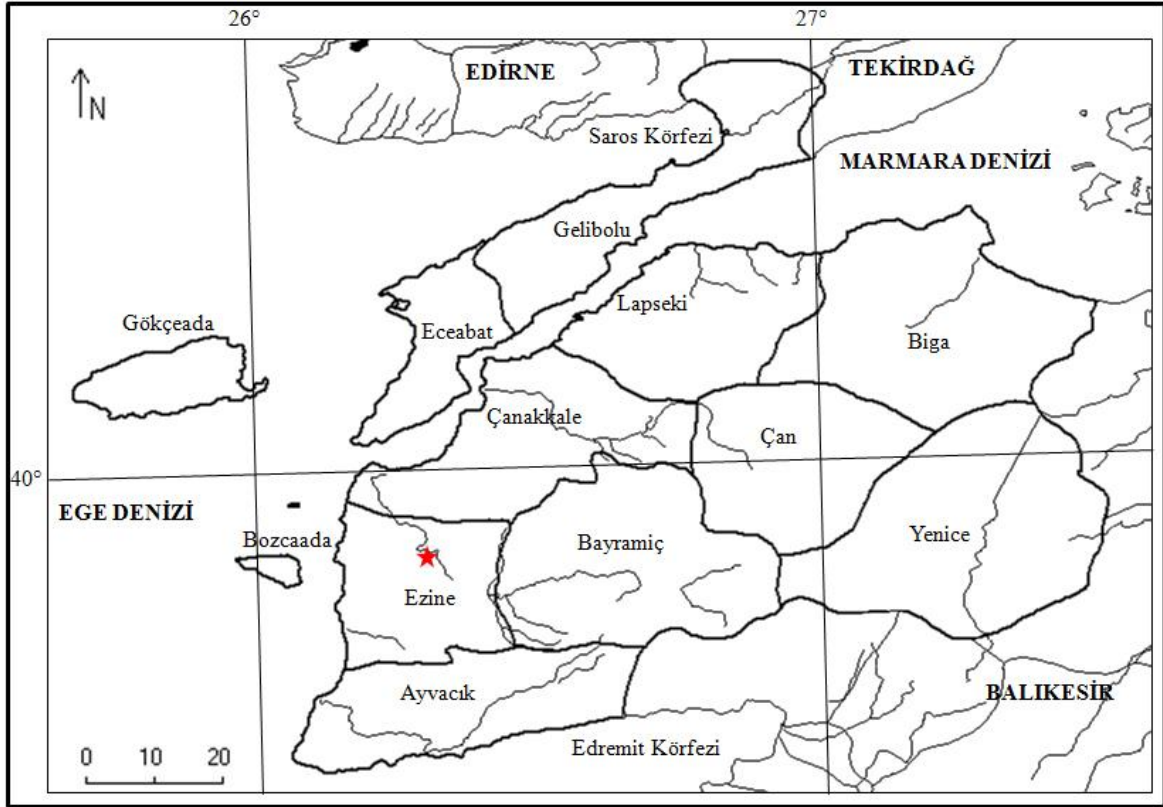 26°
27°
N
EDİRNE
TEKİRDAĞ
Saros Körfezi
MARMARA DENİZİ
Gelibolu
Lapseki
Gökçeada
Eceabat
Biga
Çanakkale
Çan
40°
EGE DENİZİ
Bozcaada
Bayramiç
Yenice
Ezine
Ayvacık
BALIKESİR
Edremit Körfezi
0 10 20